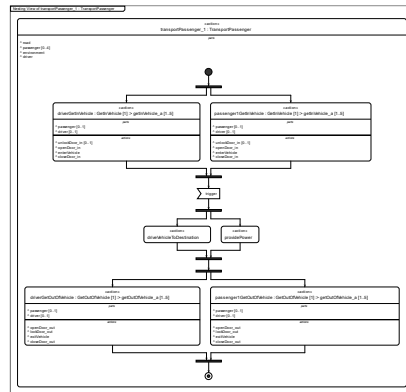 Nesting View of transportPassenger_1 : TransportPassenger
«action»
transportPassenger_1 : TransportPassenger
parts
^ road
^ passenger [0..4]
^ environment
^ driver
«action»
driverGetInVehicle : GetInVehicle [1] :> getInVehicle_a [1..5]
parts
^ passenger [0..1]
^ driver [0..1]
actions
^ unlockDoor_in [0..1]
^ openDoor_in
^ enterVehicle
^ closeDoor_in
«action»
passenger1GetInVehicle : GetInVehicle [1] :> getInVehicle_a [1..5]
parts
^ passenger [0..1]
^ driver [0..1]
actions
^ unlockDoor_in [0..1]
^ openDoor_in
^ enterVehicle
^ closeDoor_in
trigger
«action»
driveVehicleToDestination
«action»
providePower
«action»
driverGetOutOfVehicle : GetOutOfVehicle [1] :> getOutOfVehicle_a [1..5]
parts
^ passenger [0..1]
^ driver [0..1]
actions
^ openDoor_out
^ lockDoor_out
^ exitVehicle
^ closeDoor_out
«action»
passenger1GetOutOfVehicle : GetOutOfVehicle [1] :> getOutOfVehicle_a [1..5]
parts
^ passenger [0..1]
^ driver [0..1]
actions
^ openDoor_out
^ lockDoor_out
^ exitVehicle
^ closeDoor_out